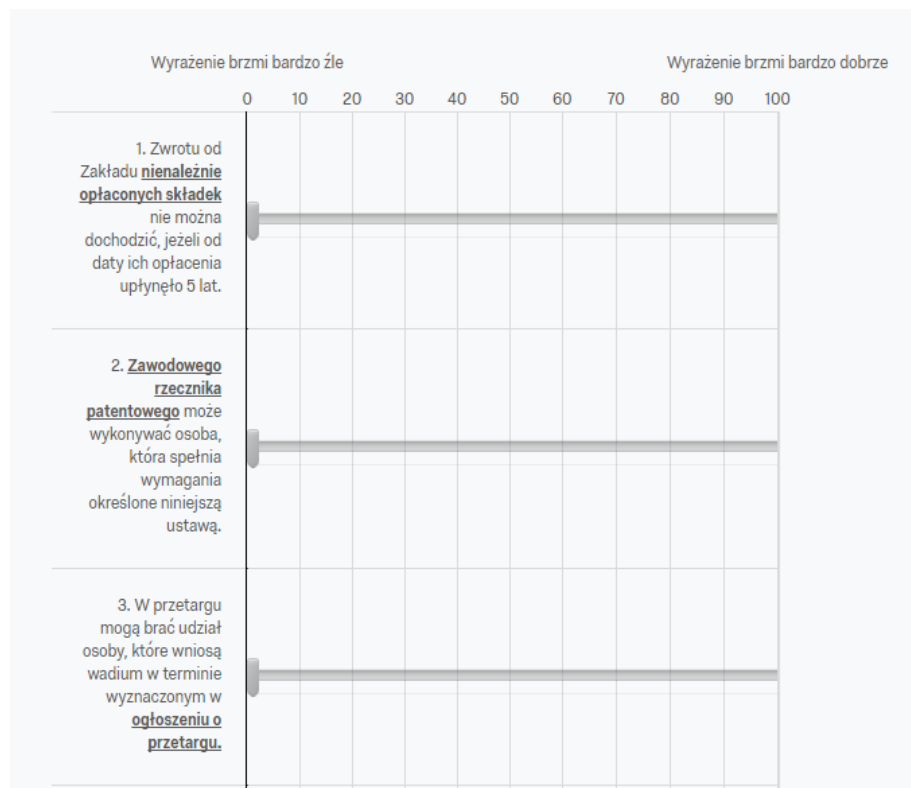 Wyrażenie brzmi bardzo źle Wyrażenie brzmi bardzo dobrze
0 10 20 30 40 50 60 70 80 90 100
1. Zwrotu od
Zakładu nienależnie
opłaconych składek
nie można
dochodzić, jeżeli od
daty ich opłacenia
upłynęło 5 lat.
2. Zawodowego
rzecznika
patentowego może
wykonywać osoba,
która spełnia
wymagania
określone niniejszą
ustawą.
3. W przetargu
mogą brać udział
osoby, które wniosą
wadium w terminie
wyznaczonym w
ogłoszeniu o
przetargu.